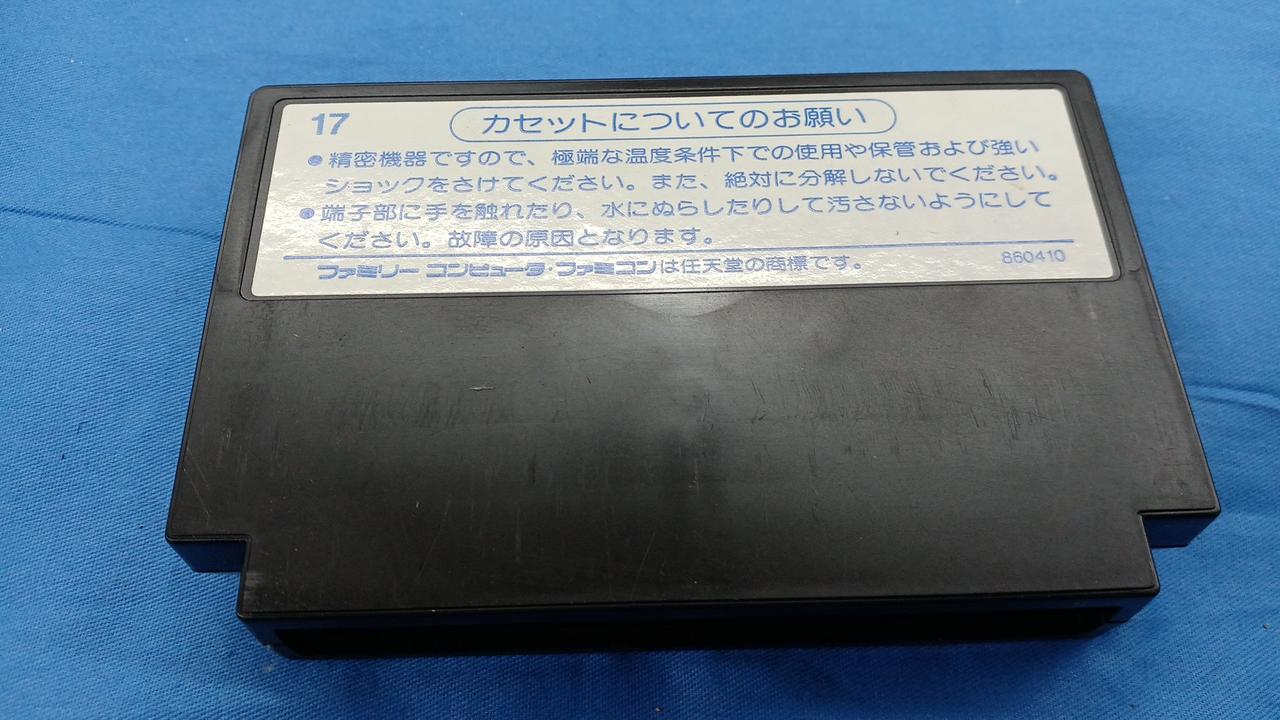 17
カセットについてのお願い
●精密機器ですので、極端な温度条件下での使用や保管および強い
ショックをさけてください。また、絶対に分解しないでください。
●端子部に手を触れたり、水にぬらしたりして汚さないようにして
ください。故障の原因となります。
ファミリー コンピュータ・ファミコンは任天堂の商標です。
860410